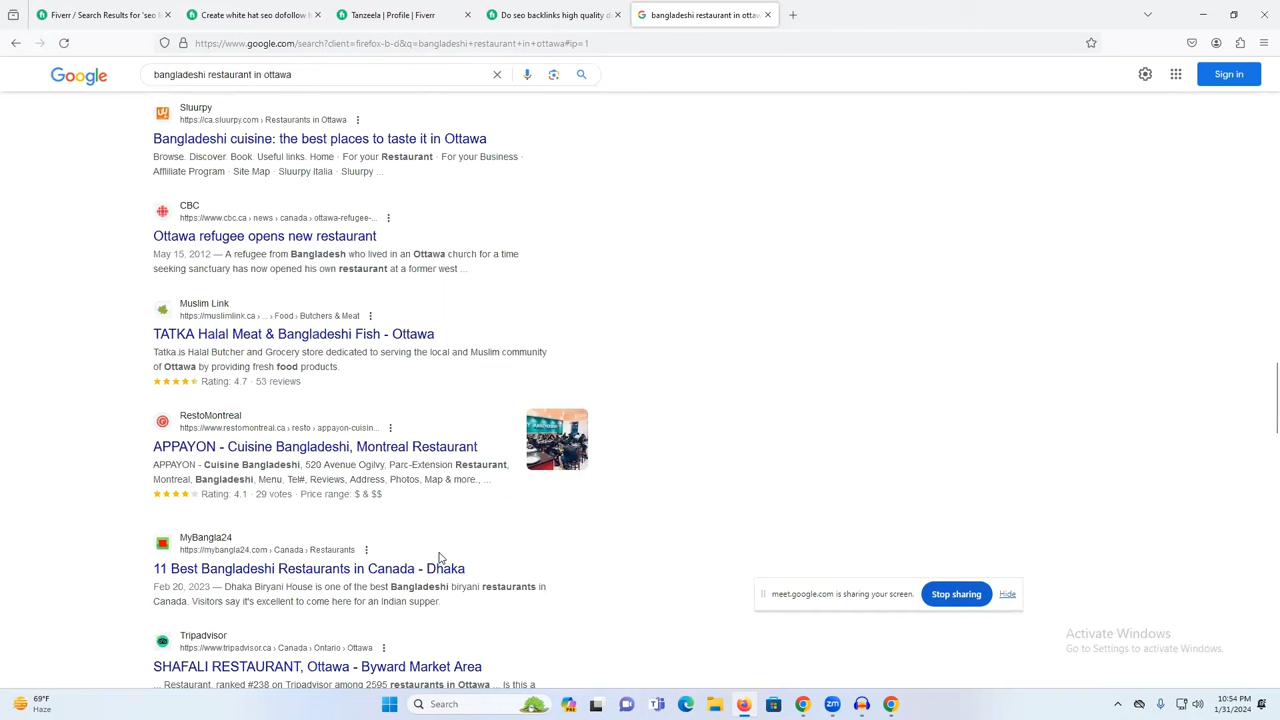 Fiverr / Search Results for 'seo
Create white hat seo dofollow
Tanzeela | Profile | Fiverr
Do seo backlinks high quality d
bangladeshi restaurant in ottaw
https://www.google.com/search?client=firefox-b-d&q=bangladeshi+restaurant+in+ottawa#ip=1
Google
bangladeshi restaurant in ottawa
Sign in
Sluurpy
https://ca.sluurpy.com › Restaurants in Ottawa
Bangladeshi cuisine: the best places to taste it in Ottawa
Browse. Discover. Book. Useful links. Home · For your Restaurant · For your Business ·
Affliliate Program · Site Map · Sluurpy Italia · Sluurpy ...
CBC
https://www.cbc.ca › news › canada › ottawa-refugee-...
Ottawa refugee opens new restaurant
May 15, 2012 — A refugee from Bangladesh who lived in an Ottawa church for a time
seeking sanctuary has now opened his own restaurant at a former west ...
Muslim Link
https://muslimlink.ca › ... › Food › Butchers & Meat
TATKA Halal Meat & Bangladeshi Fish - Ottawa
Tatka.is Halal Butcher and Grocery store dedicated to serving the local and Muslim community
of Ottawa by providing fresh food products.
Rating: 4.7 · 53 reviews
RestoMontreal
https://www.restomontreal.ca › resto › appayon-cuisin...
APPAYON - Cuisine Bangladeshi, Montreal Restaurant
APPAYON - Cuisine Bangladeshi, 520 Avenue Ogilvy, Parc-Extension Restaurant,
Montreal, Bangladeshi, Menu, Tel#, Reviews, Address, Photos, Map & more., ...
Rating: 4.1 · 29 votes · Price range: $ & $$
MyBangla24
https://mybangla24.com › Canada › Restaurants
11 Best Bangladeshi Restaurants in Canada - Dhaka
Feb 20, 2023 — Dhaka Biryani House is one of the best Bangladeshi biryani restaurants in
Canada. Visitors say it's excellent to come here for an Indian supper.
meet.google.com is sharing your screen.
Stop sharing
Hide
Tripadvisor
https://www.tripadvisor.ca › Canada › Ontario › Ottawa
SHAFALI RESTAURANT, Ottawa - Byward Market Area
... Restaurant, ranked #238 on Tripadvisor among 2595 restaurants in Ottawa ... Is this a
Activate Windows
Go to Settings to activate Windows.
69°F
Haze
Search
10:54 PM
1/31/2024